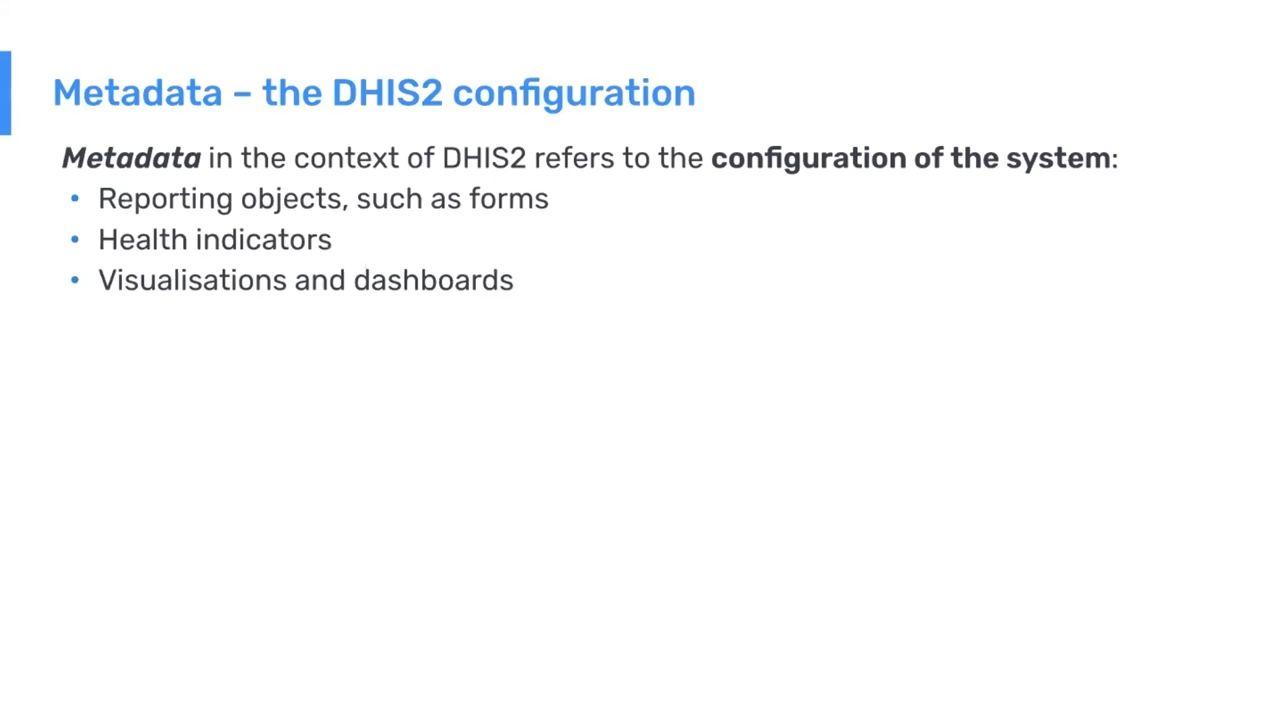 Metadata – the DHIS2 configuration
Metadata in the context of DHIS2 refers to the configuration of the system:
• Reporting objects, such as forms
• Health indicators
• Visualisations and dashboards